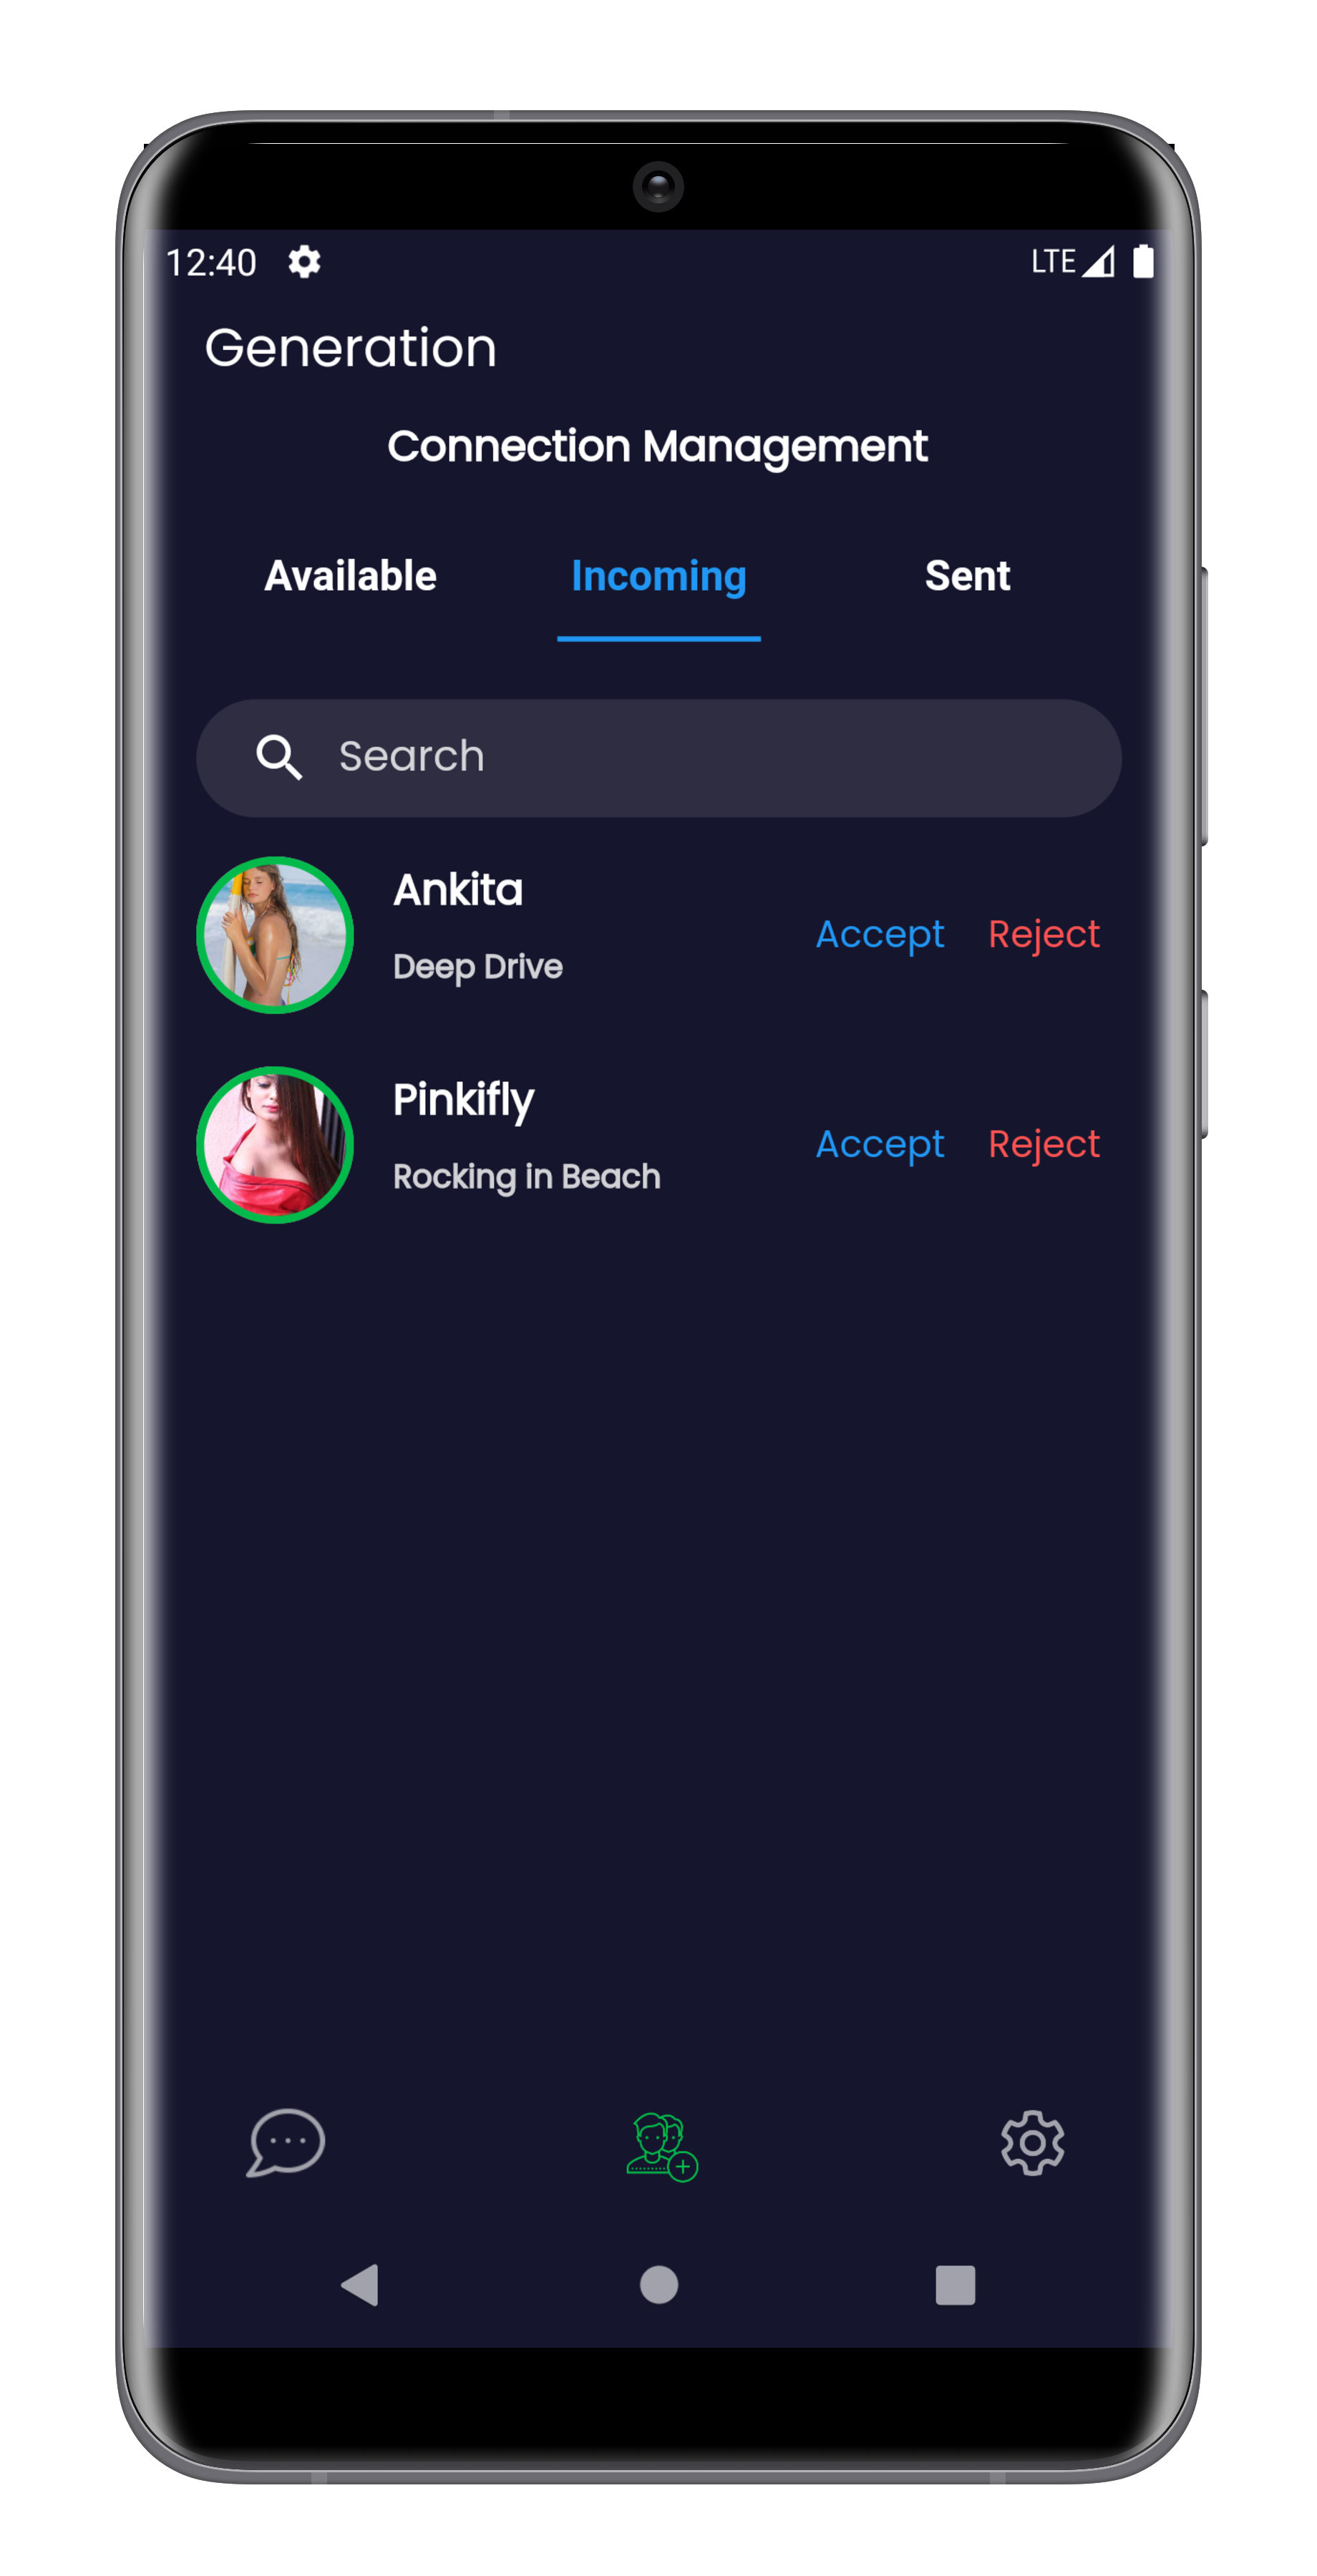 12:40 LTE
Generation
Connection Management
Available Incoming Sent
Search
Ankita
Deep Drive
Accept Reject
Pinkifly
Rocking in Beach
Accept Reject